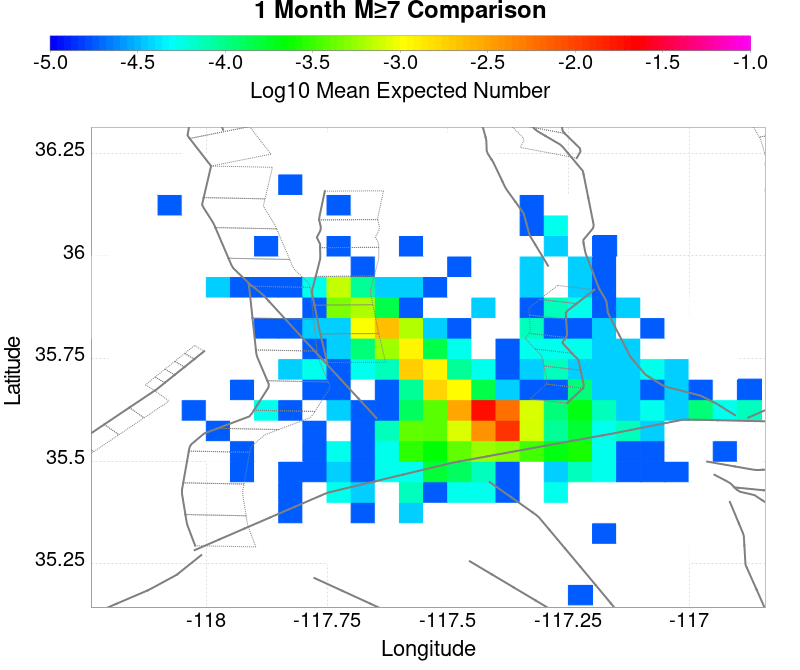 1 Month M≥7 Comparison
-5.0 -4.5 -4.0 -3.5 -3.0 -2.5 -2.0 -1.5 -1.0
Log10 Mean Expected Number
36.25
36
35.75
35.5
35.25
Latitude
-118 -117.75 -117.5 -117.25 -117
Longitude